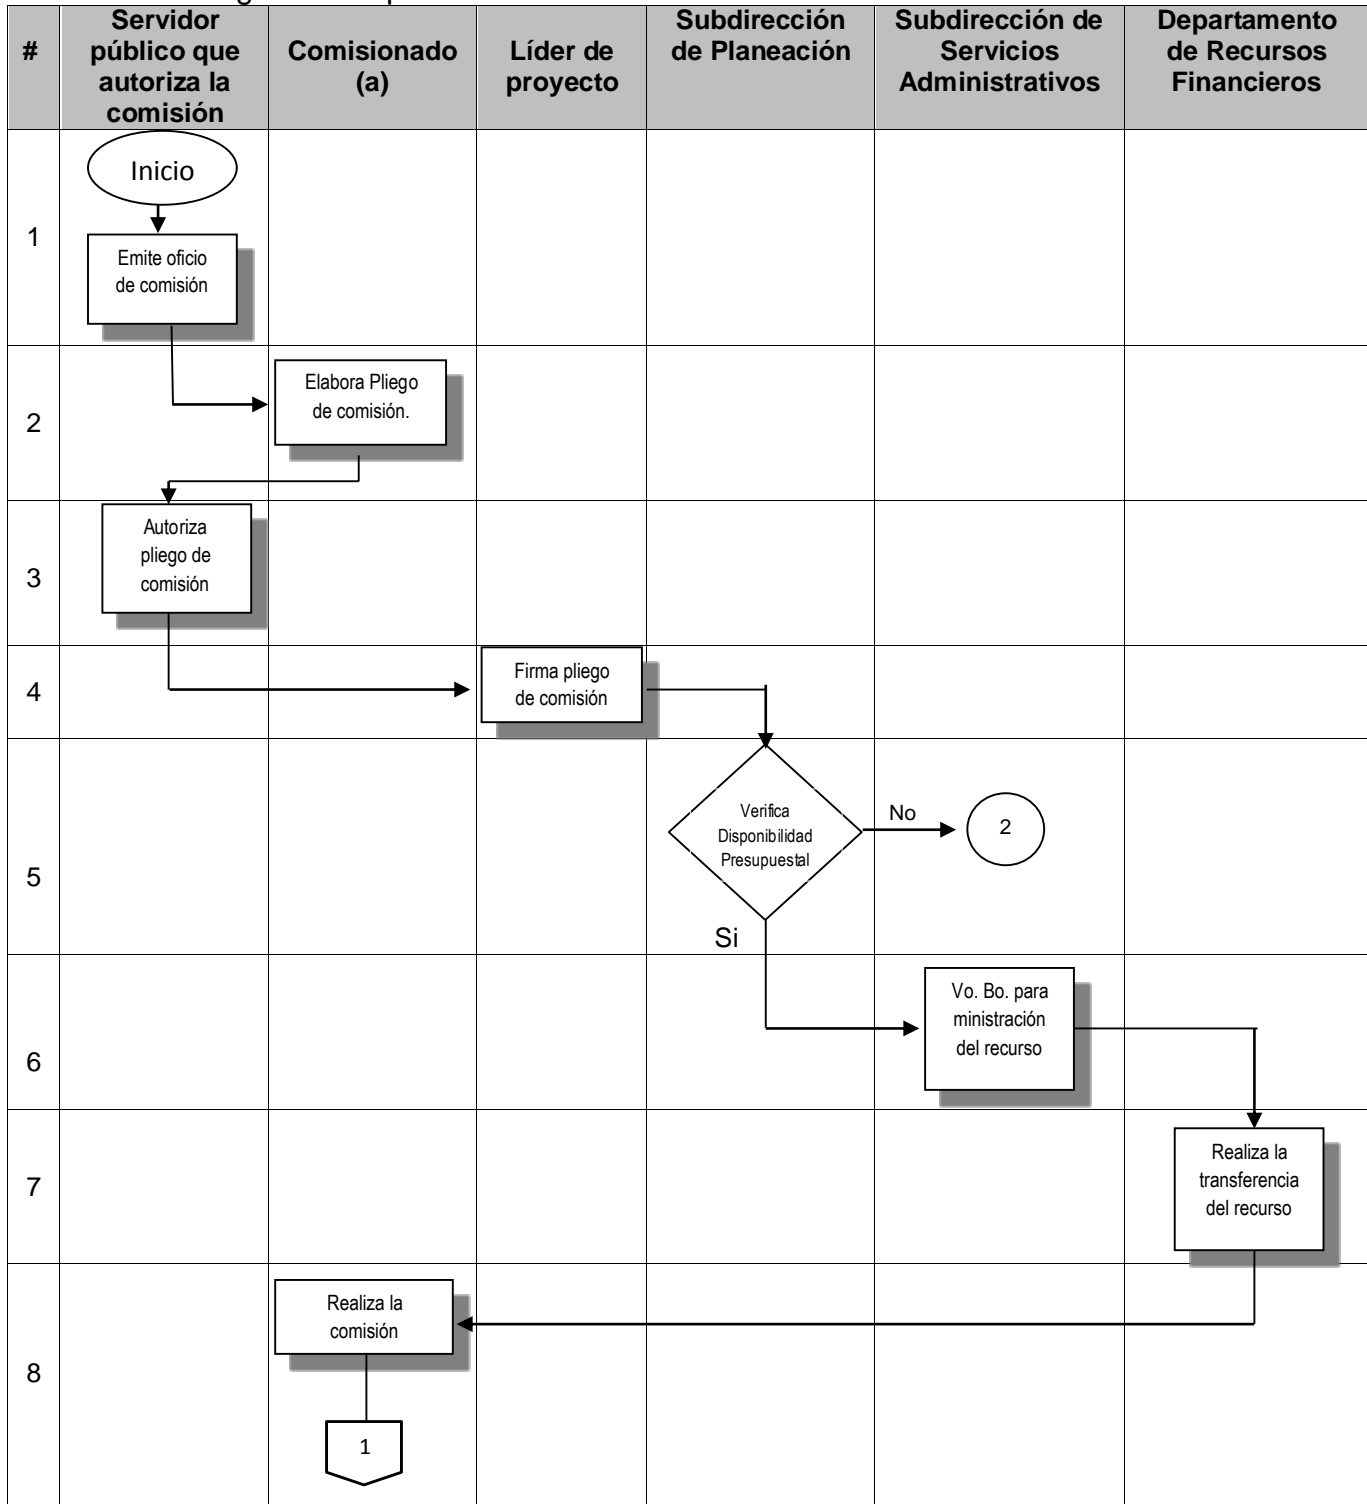 #
Servidor
público que
autoriza la
comisión
Comisionado
(a)
Líder de
proyecto
Subdirección
de Planeación
Subdirección de
Servicios
Administrativos
Departamento
de Recursos
Financieros
1
Inicio
Emite oficio
de comisión
2
Elabora Pliego
de comisión.
3
Autoriza
pliego de
comisión
4
Firma pliego
de comisión
5
Verifica
Disponibilidad
Presupuestal
No
2
Si
6
Vo. Bo. para
ministración
del recurso
7
Realiza la
transferencia
del recurso
8
Realiza la
comisión
1